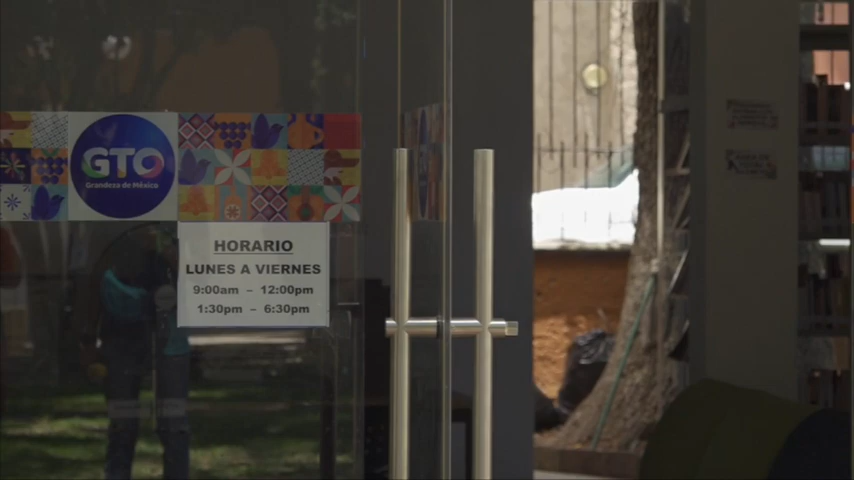 GTO
Grandeza de México
HORARIO
LUNES A VIERNES
9:00am – 12:00pm
1:30pm – 6:30pm